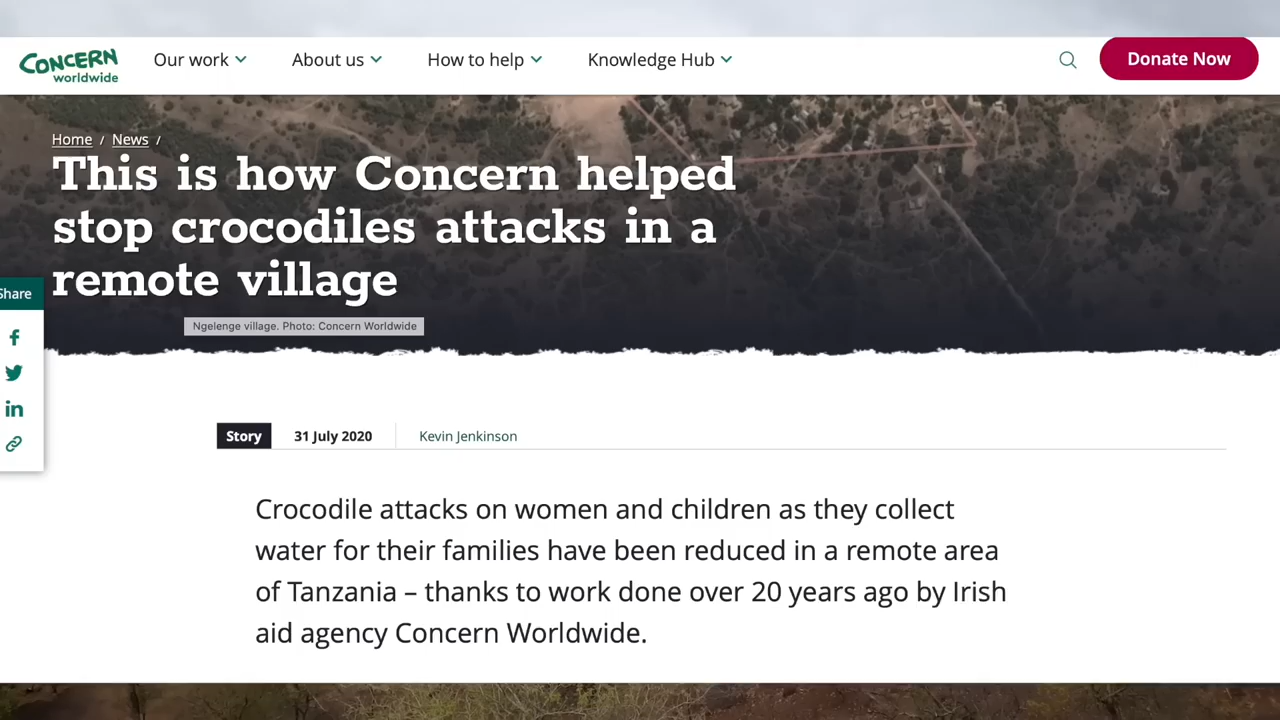 CONCERN
worldwide
Our work
About us
How to help
Knowledge Hub
Donate Now
Home / News /
This is how Concern helped
stop crocodiles attacks in a
remote village
Share
Ngelenge village. Photo: Concern Worldwide
Story
31 July 2020
Kevin Jenkinson
Crocodile attacks on women and children as they collect
water for their families have been reduced in a remote area
of Tanzania – thanks to work done over 20 years ago by Irish
aid agency Concern Worldwide.